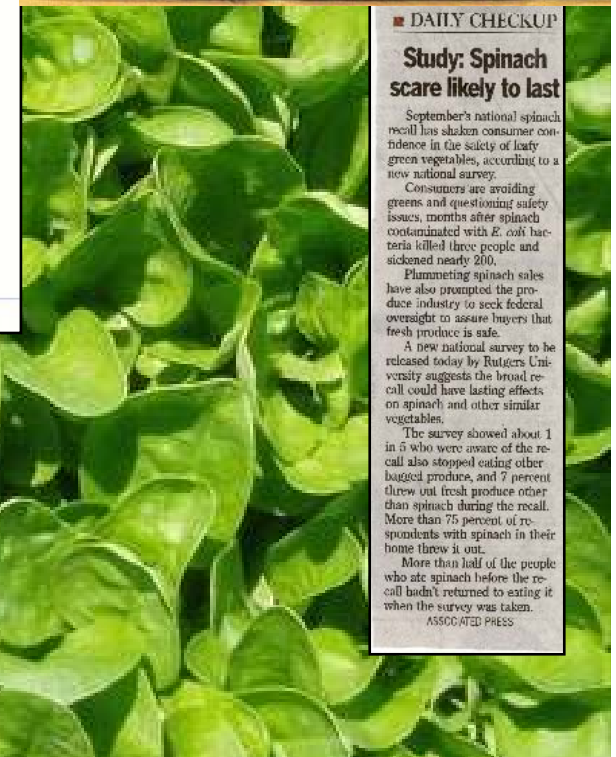 DAILY CHECKUP
Study: Spinach
scare likely to last
September's national spinach
recall has shaken consumer con-
fidence in the safety of leafy
green vegetables, according to a
new national survey.
Consumers are avoiding
greens and questioning safety
issues, months after spinach
contaminated with E. coli bac-
teria killed three people and
sickened nearly 200.
Plummeting spinach sales
have also prompted the pro-
duce industry to seek federal
oversight to assure buyers that
fresh produce is safe.
A new national survey to be
released today by Rutgers Uni-
versity suggests the broad re-
call could have lasting effects
on spinach and other similar
vegetables.
The survey showed about 1
in 5 who were aware of the re-
call also stopped eating other
bagged produce, and 7 percent
threw out fresh produce other
than spinach during the recall.
More than 75 percent of re-
spondents with spinach in their
home threw it out.
More than half of the people
who ate spinach before the re-
call hadn't returned to eating it
when the survey was taken.
ASSOCIATED PRESS